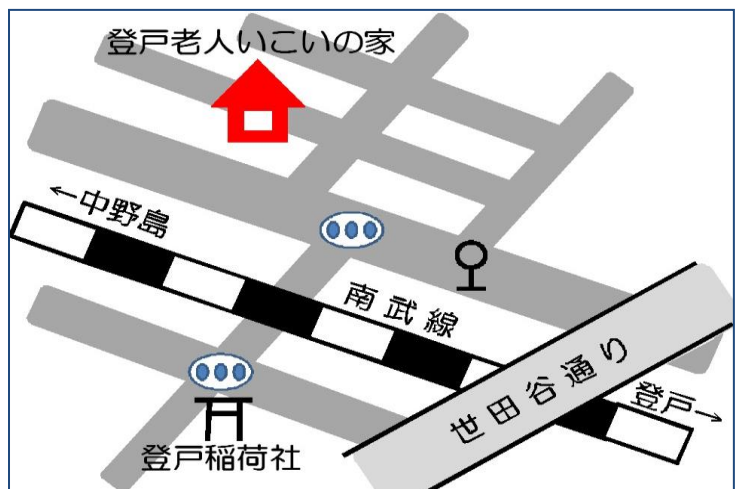 登戸老人いこいの家
←中野島
南武線
世田谷通り
登戸→
登戸稲荷社